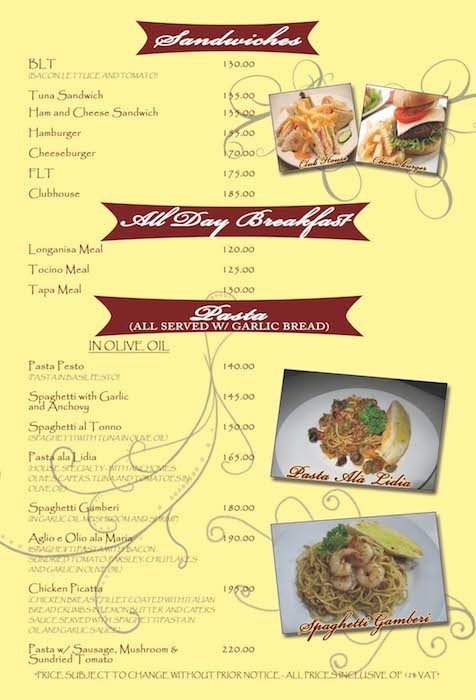 Sandwiches
BLT 130.00
(BACON, LETTUCE AND TOMATO)
Tuna Sandwich 135.00
Ham and Cheese Sandwich 135.00
Hamburger 155.00
Cheeseburger 170.00
FLT 175.00
Clubhouse 185.00
Club House
Cheese burger
All Day Breakfast
Longanisa Meal 120.00
Tocino Meal 125.00
Tapa Meal 130.00
Pasta
(ALL SERVED W/ GARLIC BREAD)
IN OLIVE OIL
Pasta Pesto 140.00
(PASTA IN BASIL PESTO)
Spaghetti with Garlic 145.00
and Anchovy
Spaghetti al Tonno 150.00
(SPAGHETTI WITH TUNA IN OLIVE OIL)
Pasta ala Lidia 165.00
(HOUSE SPECIALTY- WITH ANCHOVIES,
OLIVES, CAPERS, TUNA AND TOMATOES IN
OLIVE OIL)
Pasta Ala Lidia
Spaghetti Gamberi 180.00
IN GARLIC OIL, MUSHROOM AND SHRIMP)
Aglio e Olio ala Maria 190.00
(SPAGHETTI PASTA WITH BACON,
SUNDRIED TOMATO, PARSLEY, CHILI FLAKES
AND GARLIC IN OLIVE OIL)
Chicken Picatta 195.00
(CHICKEN BREAST FILLET COATED WITH ITALIAN
BREAD CRUMBS IN LEMON BUTTER AND CAPERS
SAUCE SERVED WITH SPAGHETTI PASTA IN
OIL AND GARLIC SAUCE)
Spaghetti Gamberi
Pasta w/ Sausage, Mushroom & 220.00
Sundried Tomato
*PRICE SUBJECT TO CHANGE WITHOUT PRIOR NOTICE - ALL PRICES INCLUSIVE OF 12% VAT*